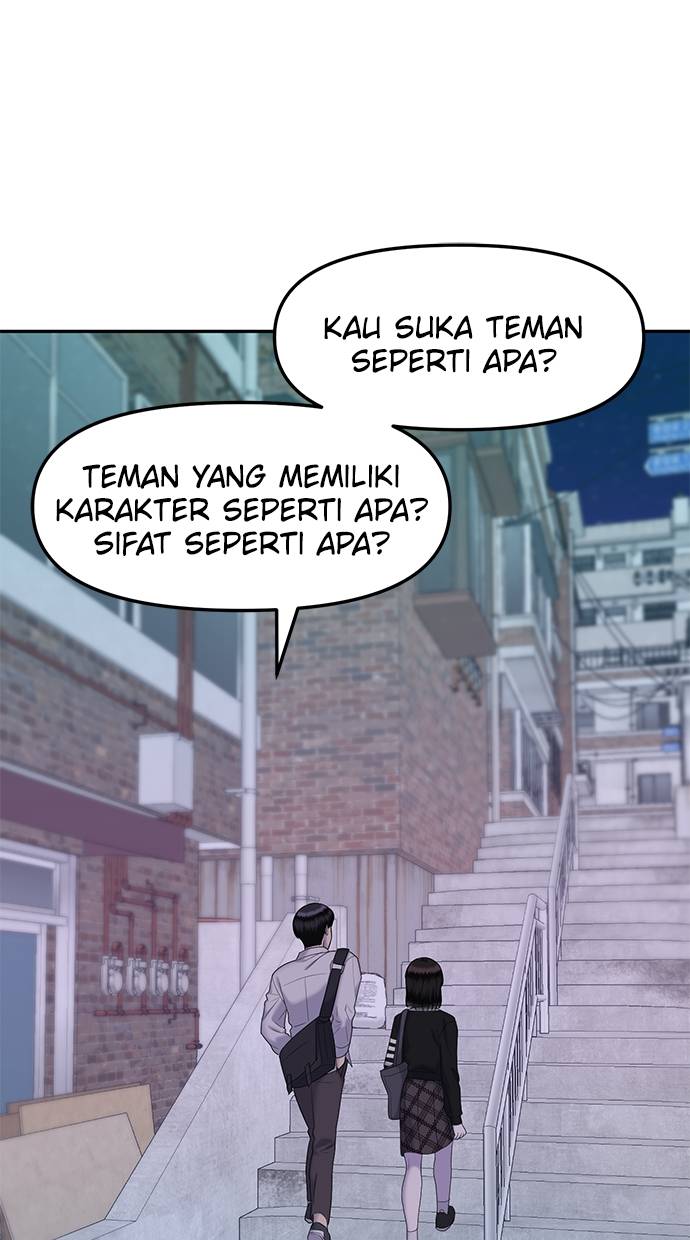 KAU SUKA TEMAN
SEPERTI APA?
TEMAN YANG MEMILIKI
KARAKTER SEPERTI APA?
SIFAT SEPERTI APA?